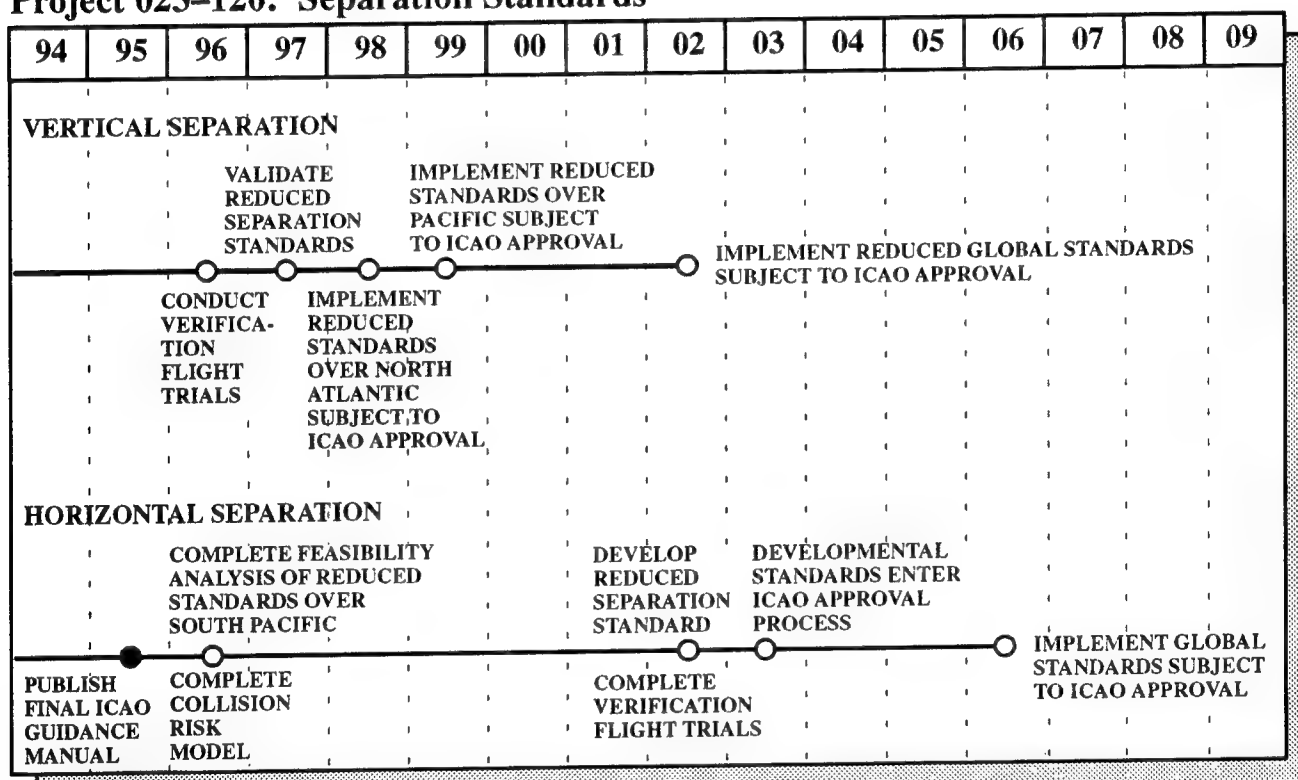 Project 025–120: Separation Standards
94 95 96 97 98 99 00 01 02 03 04 05 06 07 08 09
VERTICAL SEPARATION
VALIDATE
REDUCED
SEPARATION
STANDARDS
IMPLEMENT REDUCED
STANDARDS OVER
PACIFIC SUBJECT
TO ICAO APPROVAL
IMPLEMENT REDUCED GLOBAL STANDARDS
SUBJECT TO ICAO APPROVAL
CONDUCT
VERIFICA-
TION
FLIGHT
TRIALS
IMPLEMENT
REDUCED
STANDARDS
OVER NORTH
ATLANTIC
SUBJECT TO
ICAO APPROVAL
HORIZONTAL SEPARATION
COMPLETE FEASIBILITY
ANALYSIS OF REDUCED
STANDARDS OVER
SOUTH PACIFIC
DEVELOP
REDUCED
SEPARATION
STANDARD
DEVELOPMENTAL
STANDARDS ENTER
ICAO APPROVAL
PROCESS
IMPLEMENT GLOBAL
STANDARDS SUBJECT
TO ICAO APPROVAL
PUBLISH
FINAL ICAO
GUIDANCE
MANUAL
COMPLETE
COLLISION
RISK
MODEL
COMPLETE
VERIFICATION
FLIGHT TRIALS